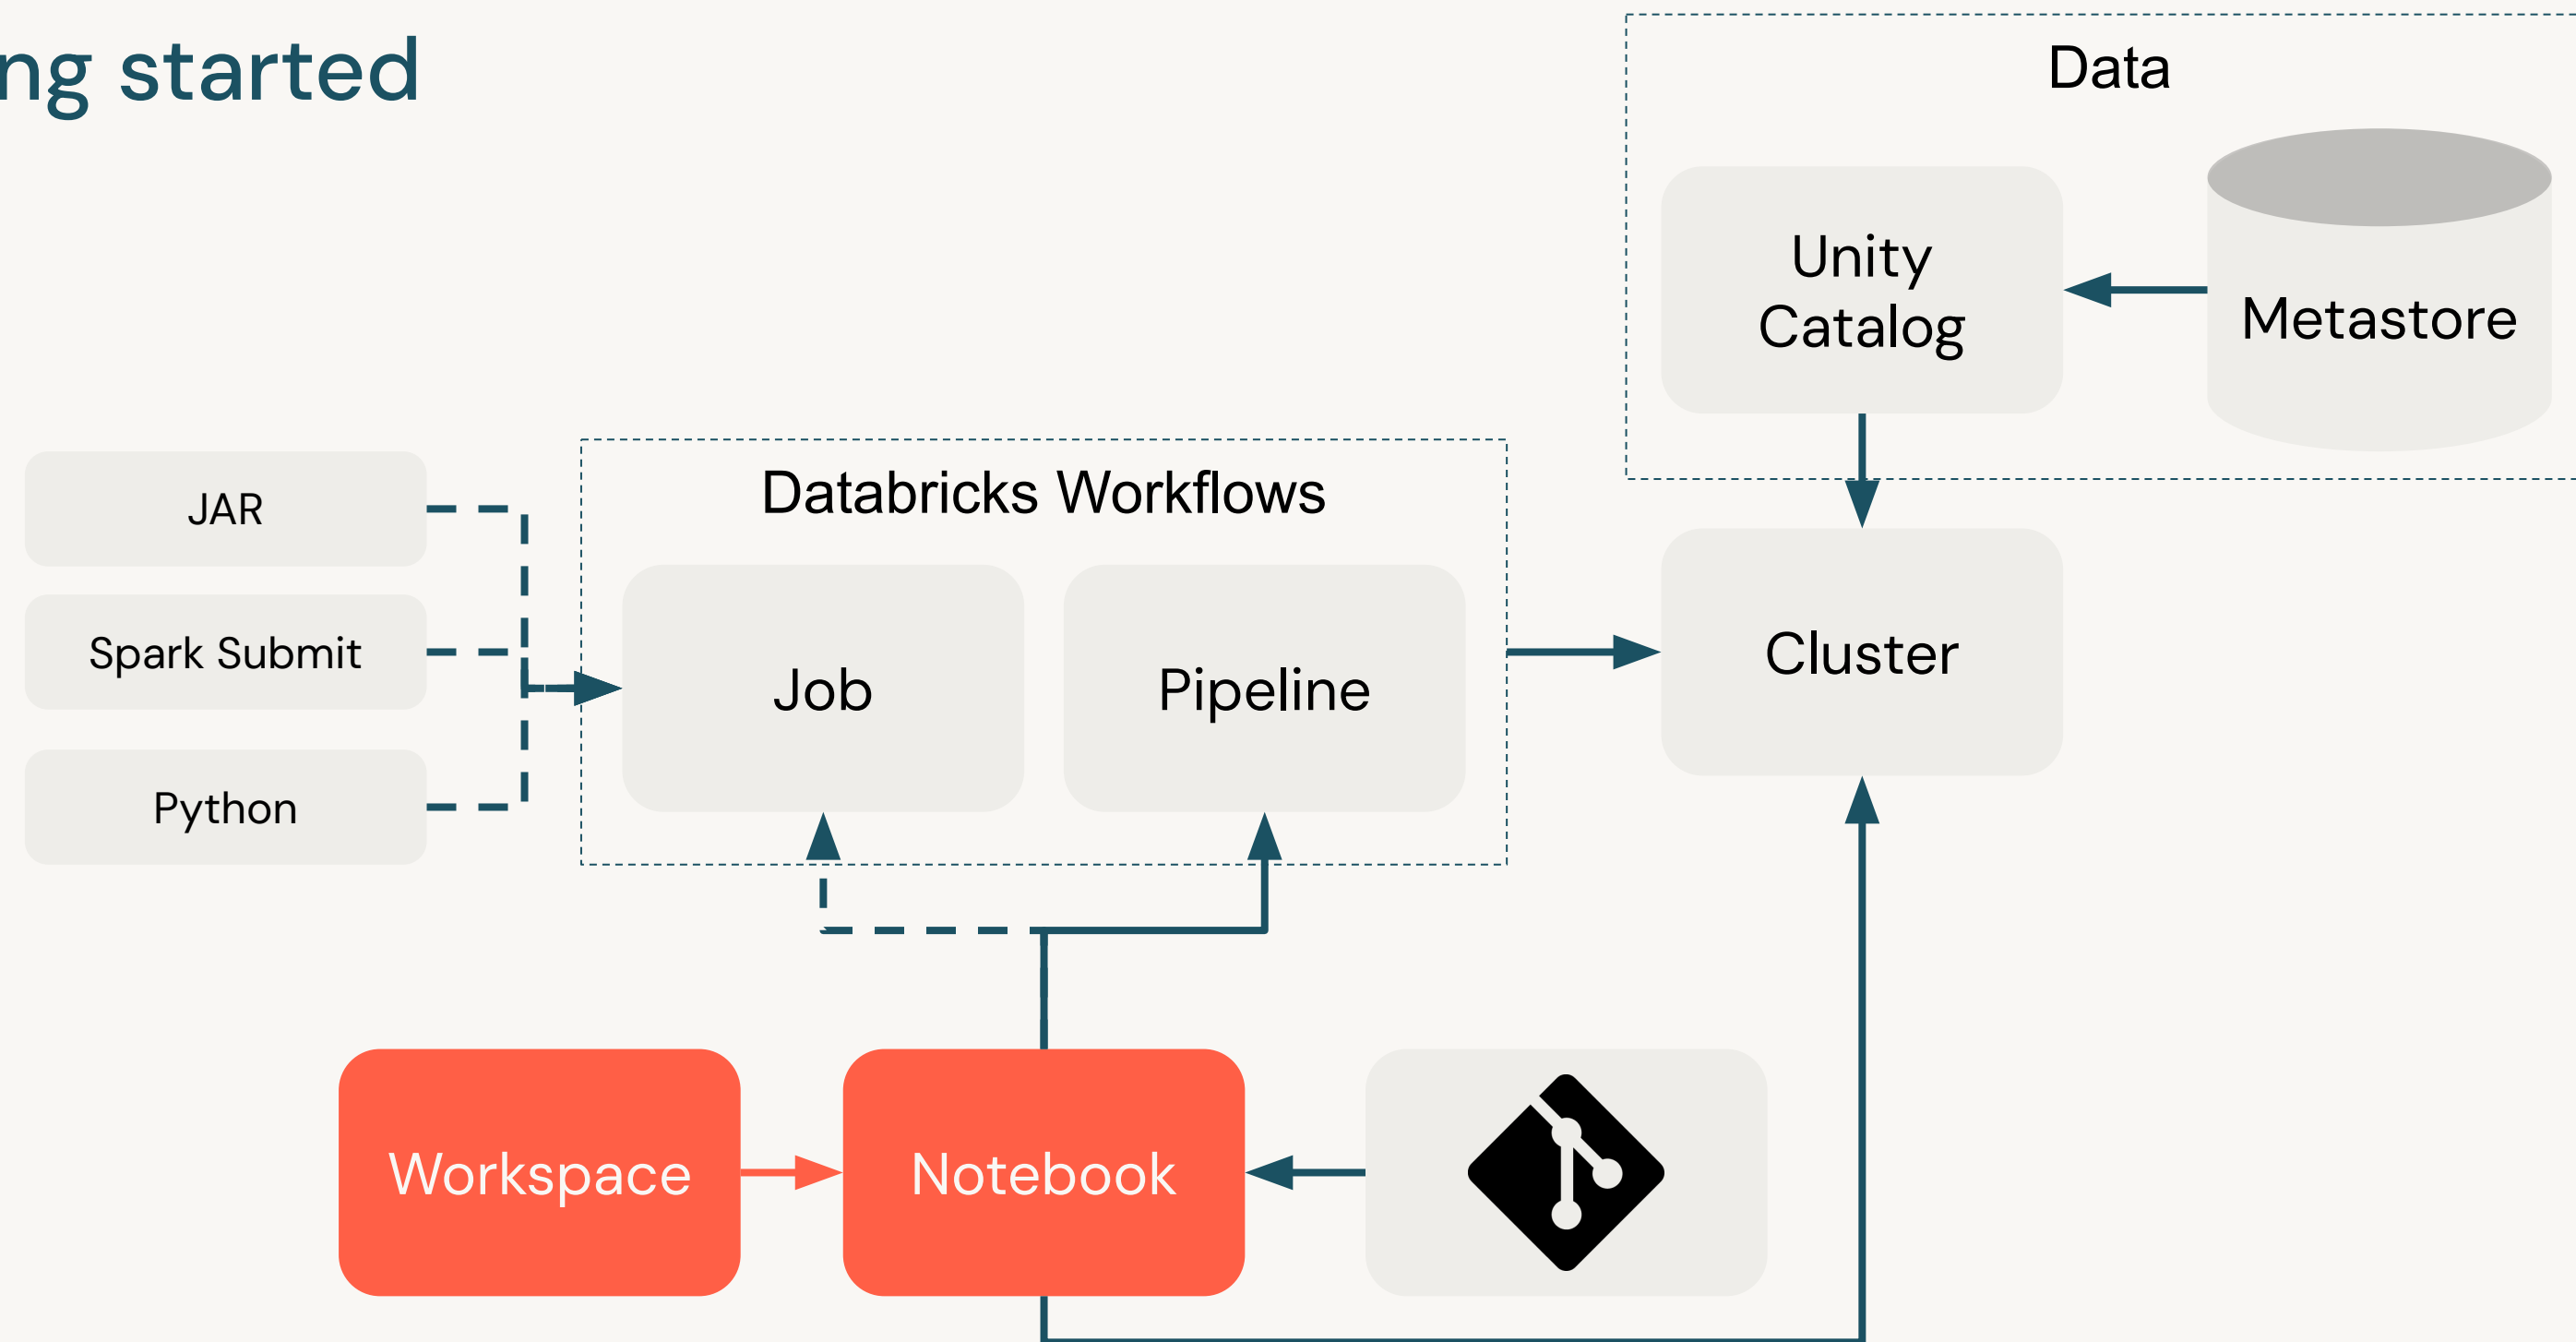 ng started
Data
Unity
Catalog
Metastore
JAR
Spark Submit
Python
Databricks Workflows
Job
Pipeline
Cluster
Workspace
Notebook